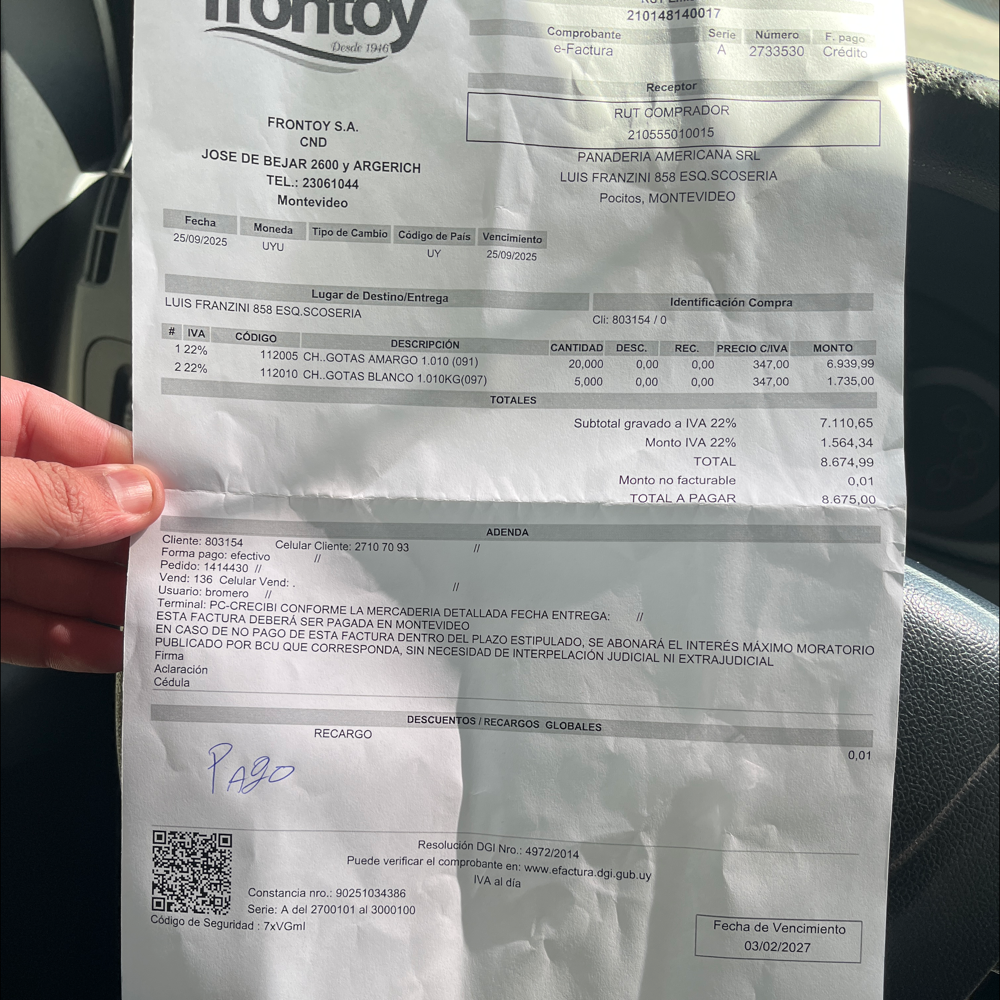 frontoy
Desde 1946
210148140017
Comprobante Serie Número F. pago
e-Factura A 2733530 Crédito
Receptor
RUT COMPRADOR
210555010015
FRONTOY S.A.
CND
JOSE DE BEJAR 2600 y ARGERICH
TEL.: 23061044
Montevideo
PANADERIA AMERICANA SRL
LUIS FRANZINI 858 ESQ.SCOSERIA
Pocitos, MONTEVIDEO
Fecha Moneda Tipo de Cambio Código de País Vencimiento
25/09/2025 UYU UY 25/09/2025
Lugar de Destino/Entrega Identificación Compra
LUIS FRANZINI 858 ESQ.SCOSERIA Cli: 803154 / 0
# IVA CÓDIGO DESCRIPCIÓN CANTIDAD DESC. REC. PRECIO C/IVA MONTO
1 22% 112005 CH..GOTAS AMARGO 1.010 (091) 20,000 0,00 0,00 347,00 6.939,99
2 22% 112010 CH..GOTAS BLANCO 1.010KG(097) 5,000 0,00 0,00 347,00 1.735,00
TOTALES
Subtotal gravado a IVA 22% 7.110,65
Monto IVA 22% 1.564,34
TOTAL 8.674,99
Monto no facturable 0,01
TOTAL A PAGAR 8.675,00
ADENDA
Cliente: 803154 Celular Cliente: 2710 70 93 //
Forma pago: efectivo //
Pedido: 1414430 //
Vend: 136 Celular Vend: . //
Usuario: bromero //
Terminal: PC-CRECIBI CONFORME LA MERCADERIA DETALLADA FECHA ENTREGA: //
ESTA FACTURA DEBERÁ SER PAGADA EN MONTEVIDEO
EN CASO DE NO PAGO DE ESTA FACTURA DENTRO DEL PLAZO ESTIPULADO, SE ABONARÁ EL INTERÉS MÁXIMO MORATORIO
PUBLICADO POR BCU QUE CORRESPONDA, SIN NECESIDAD DE INTERPELACIÓN JUDICIAL NI EXTRAJUDICIAL
Firma
Aclaración
Cédula
DESCUENTOS / RECARGOS GLOBALES
RECARGO 0,01
PAGO
Resolución DGI Nro.: 4972/2014
Puede verificar el comprobante en: www.efactura.dgi.gub.uy
IVA al día
Constancia nro.: 90251034386
Serie: A del 2700101 al 3000100
Código de Seguridad : 7xVGmI
Fecha de Vencimiento
03/02/2027